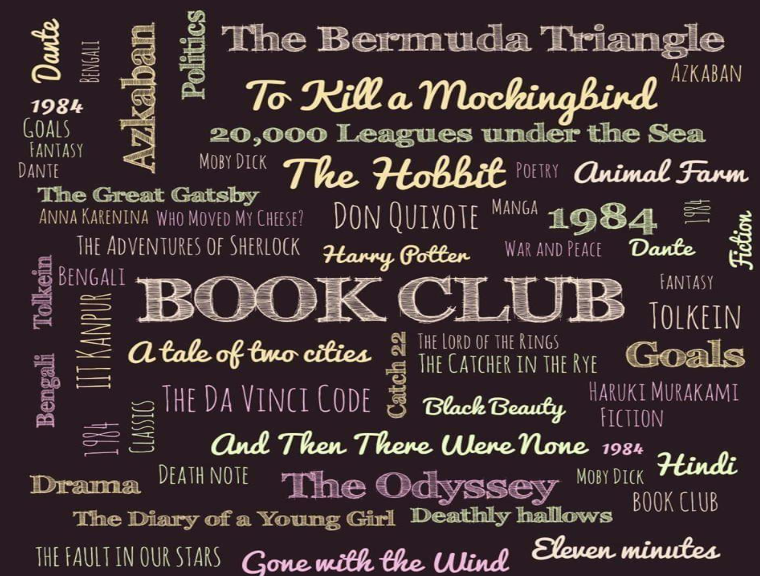 Dante
BENGALI
Azkaban
Politics
The Bermuda Triangle
AZKABAN
1984
To Kill a Mockingbird
GOALS
20,000 Leagues under the Sea
FANTASY
DANTE
MOBY DICK
The Hobbit
POETRY
Animal Farm
The Great Gatsby
ANNA KARENINA
WHO MOVED MY CHEESE?
DON QUIXOTE
MANGA
1984
1984
Fiction
THE ADVENTURES OF SHERLOCK
Harry Potter
WAR AND PEACE
Dante
Tolkein
BENGALI
BOOK CLUB
FANTASY
TOLKEIN
IIT KANPUR
A tale of two cities
Catch 22
THE LORD OF THE RINGS
THE CATCHER IN THE RYE
Goals
Bengali
THE DA VINCI CODE
Black Beauty
HARUKI MURAKAMI
FICTION
1984
CLASSICS
And Then There Were None
1984
Hindi
Drama
DEATH NOTE
The Odyssey
MOBY DICK
BOOK CLUB
The Diary of a Young Girl
Deathly hallows
THE FAULT IN OUR STARS
Gone with the Wind
Eleven minutes